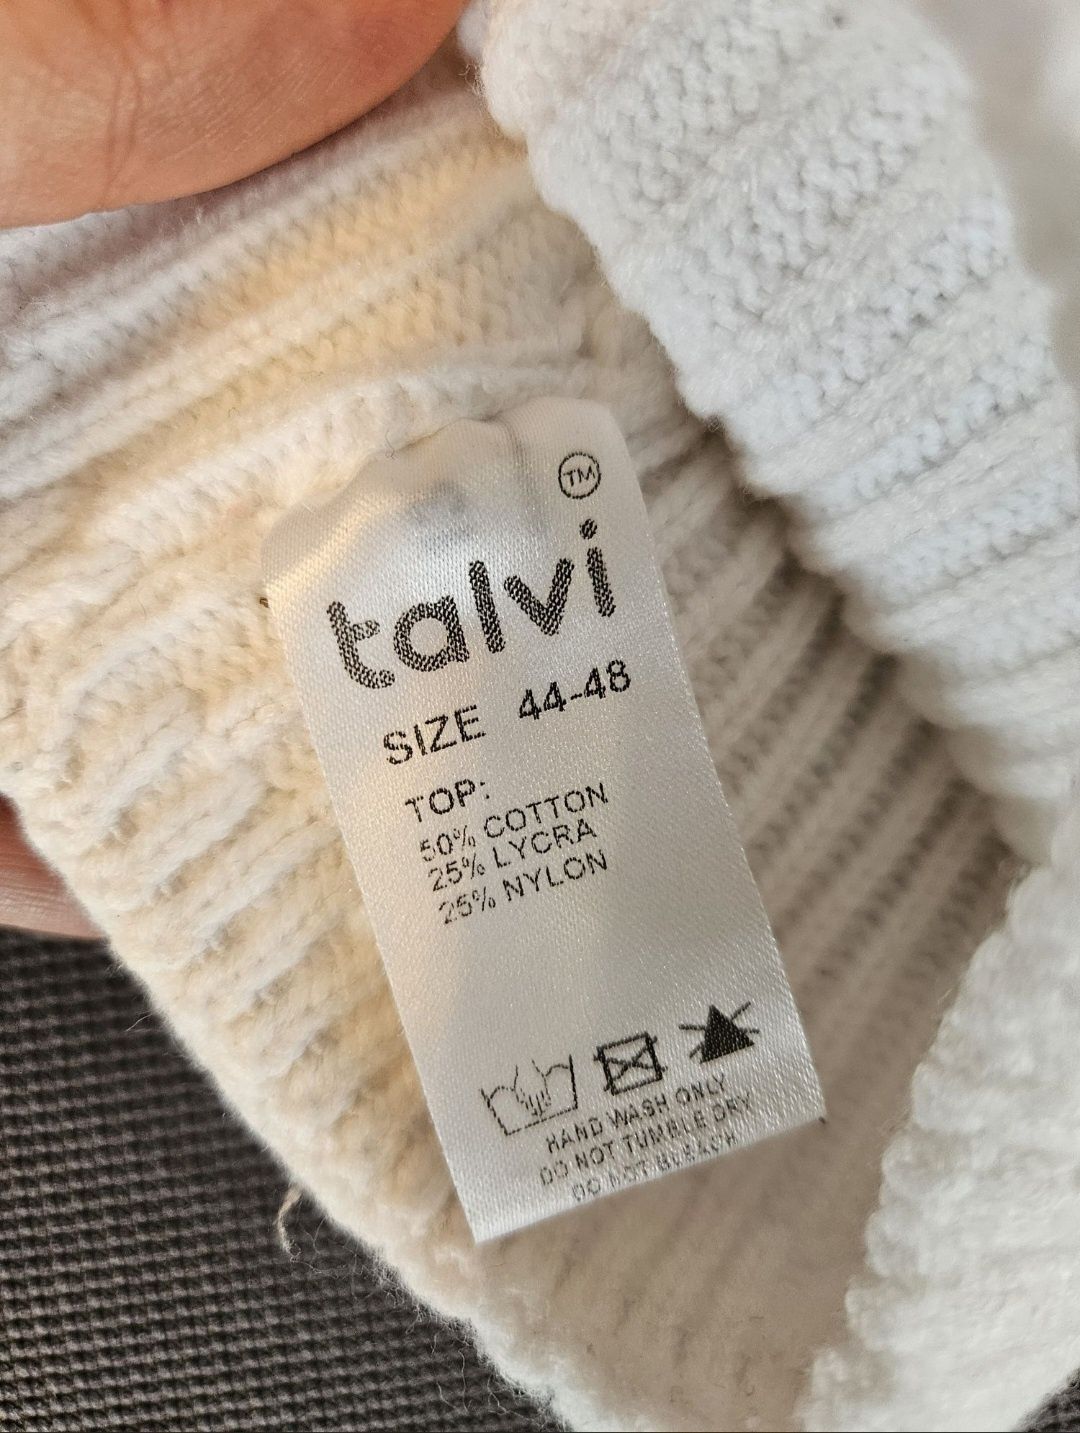 TM
talvi
SIZE 44-48
TOP:
50% COTTON
25% LYCRA
25% NYLON
HAND WASH ONLY
DO NOT TUMBLE DRY
DO NOT BLEACH